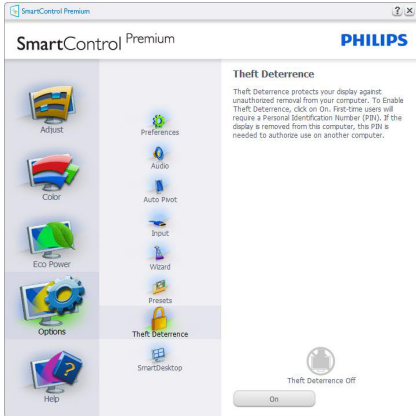 SmartControl Premium
SmartControl Premium
PHILIPS
Adjust
Color
Eco Power
Options
Help
Preferences
Audio
Auto Pivot
Input
Wizard
Presets
Theft Deterrence
SmartDesktop
Theft Deterrence
Theft Deterrence protects your display against
unauthorized removal from your computer. To Enable
Theft Deterrence, click on On. First-time users will
require a Personal Identification Number (PIN). If the
display is removed from this computer, this PIN is
needed to authorize use on another computer.
Theft Deterrence Off
On